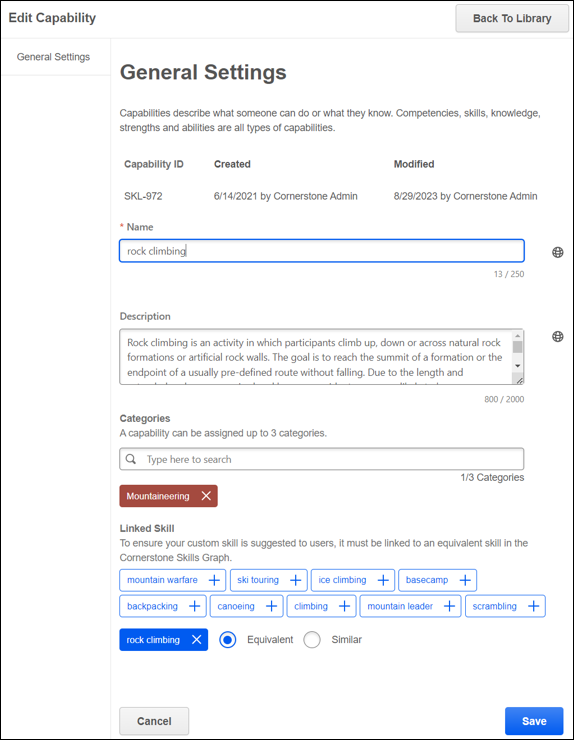 Edit Capability
Back To Library
General Settings
General Settings
Capabilities describe what someone can do or what they know. Competencies, skills, knowledge,
strengths and abilities are all types of capabilities.
Capability ID Created Modified
SKL-972 6/14/2021 by Cornerstone Admin 8/29/2023 by Cornerstone Admin
* Name
rock climbing
13 / 250
Description
Rock climbing is an activity in which participants climb up, down or across natural rock
formations or artificial rock walls. The goal is to reach the summit of a formation or the
endpoint of a usually pre-defined route without falling. Due to the length and
800 / 2000
Categories
A capability can be assigned up to 3 categories.
Type here to search
1/3 Categories
Mountaineering
Linked Skill
To ensure your custom skill is suggested to users, it must be linked to an equivalent skill in the
Cornerstone Skills Graph.
mountain warfare ski touring ice climbing basecamp
backpacking canoeing climbing mountain leader scrambling
rock climbing Equivalent Similar
Cancel Save